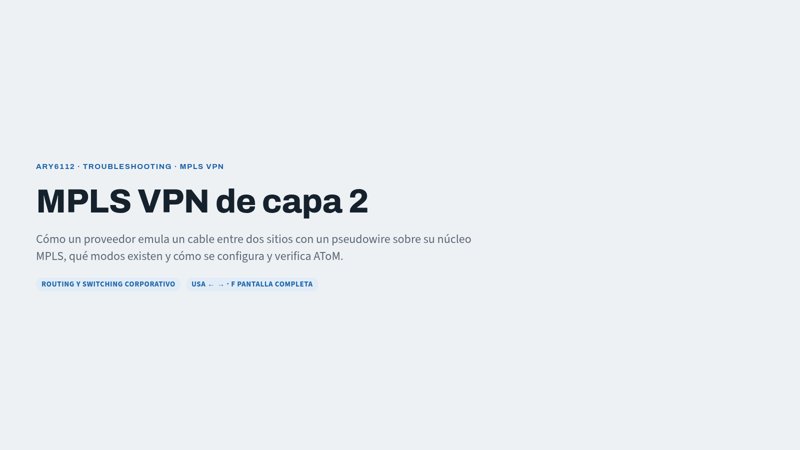 ARY6112 · TROUBLESHOOTING · MPLS VPN
MPLS VPN de capa 2
Cómo un proveedor emula un cable entre dos sitios con un pseudowire sobre su núcleo
MPLS, qué modos existen y cómo se configura y verifica AToM.
ROUTING Y SWITCHING CORPORATIVO
USA ← → · F PANTALLA COMPLETA